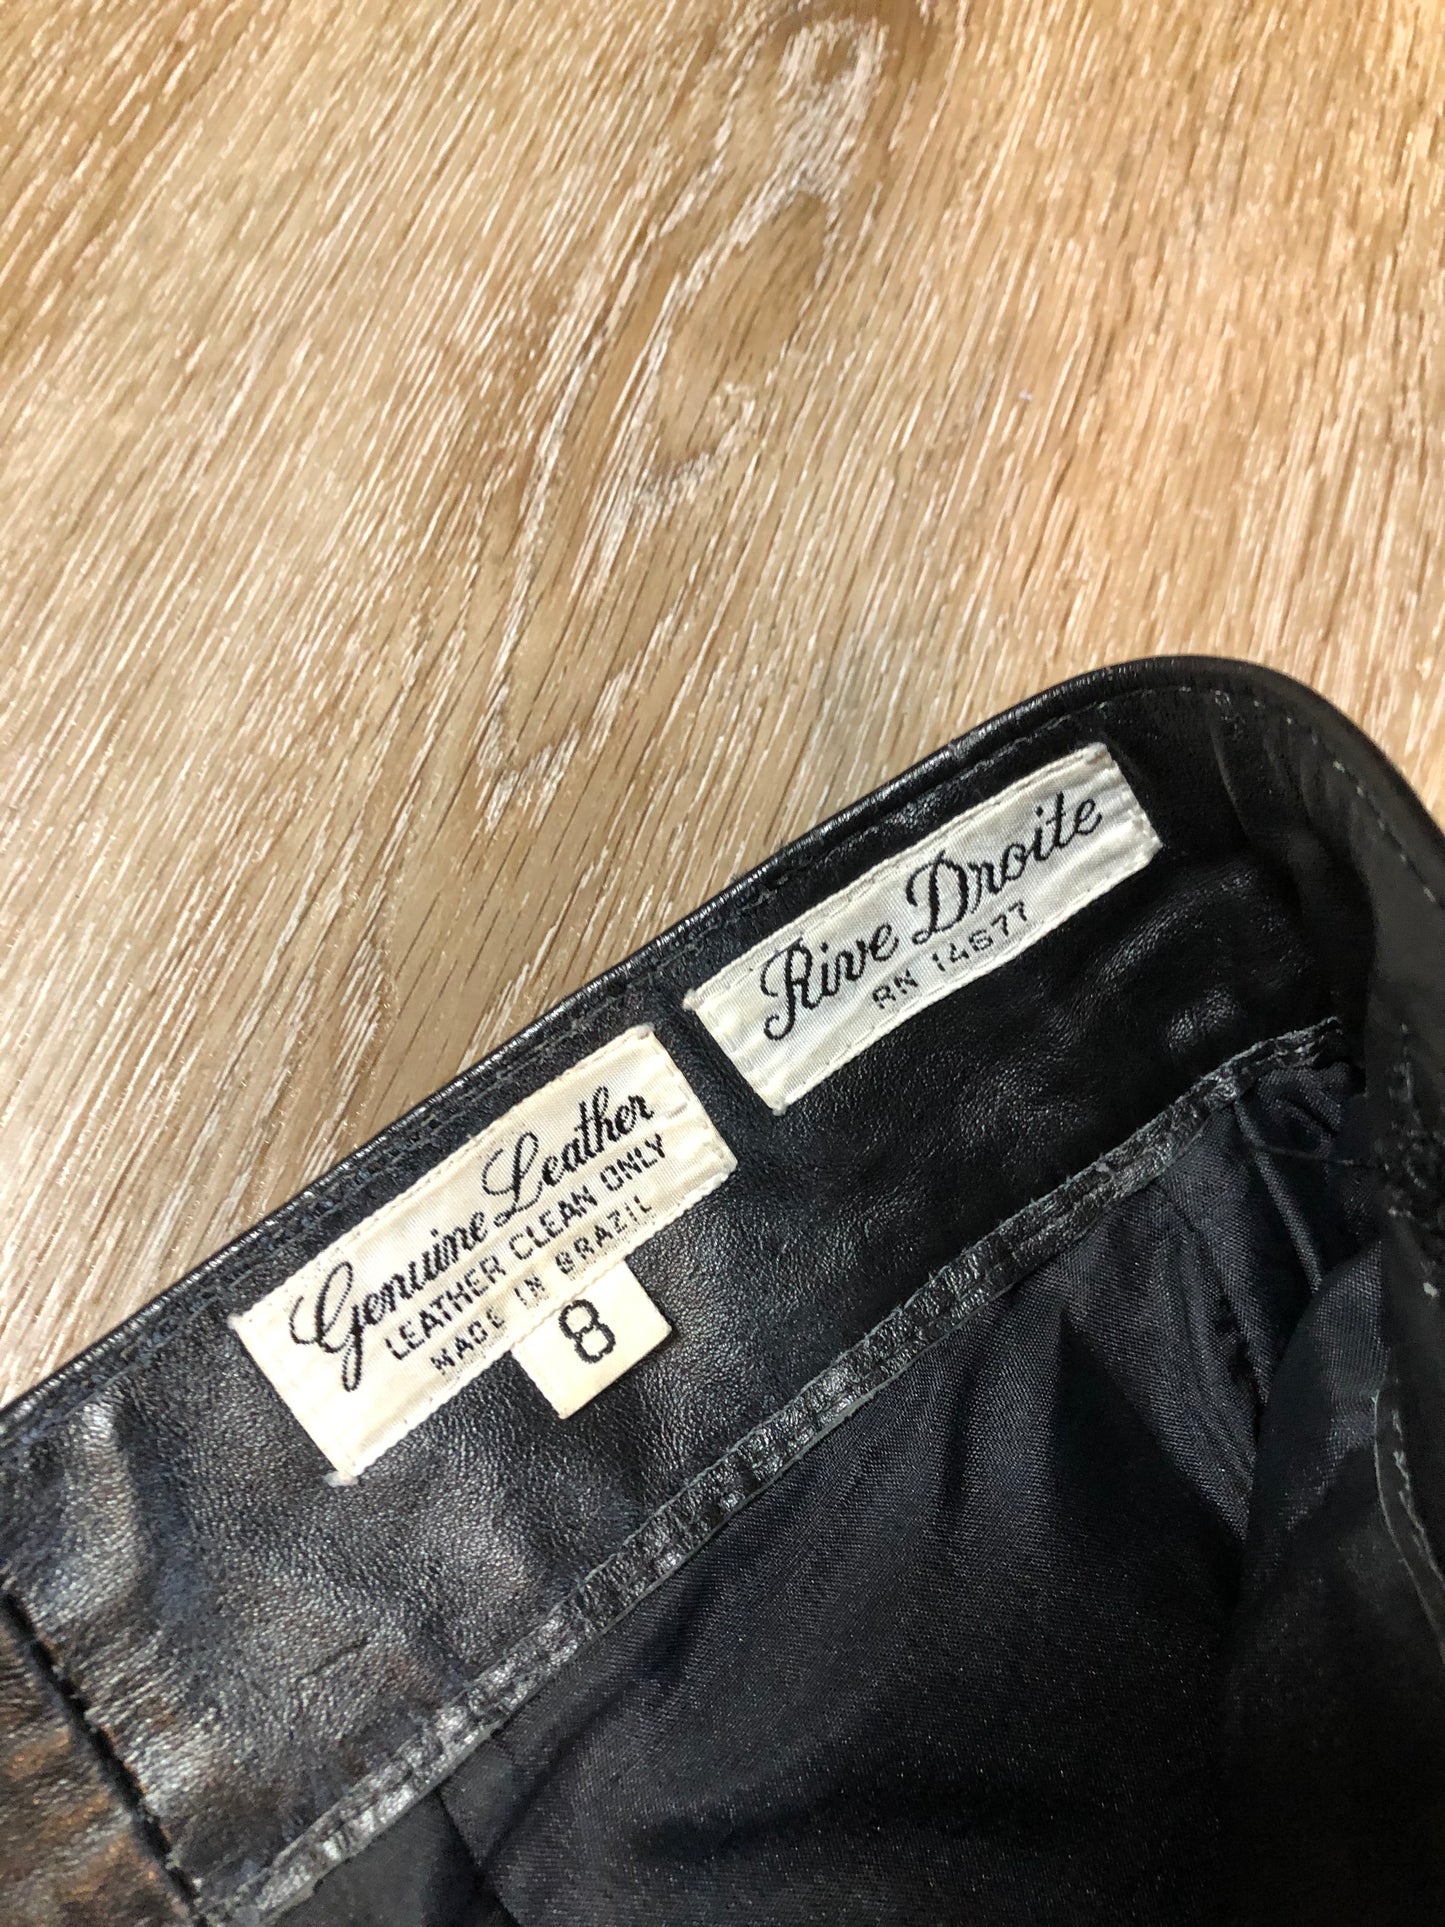 Rive Droite
RN 14677
Genuine Leather
LEATHER CLEAN ONLY
MADE IN BRAZIL
8